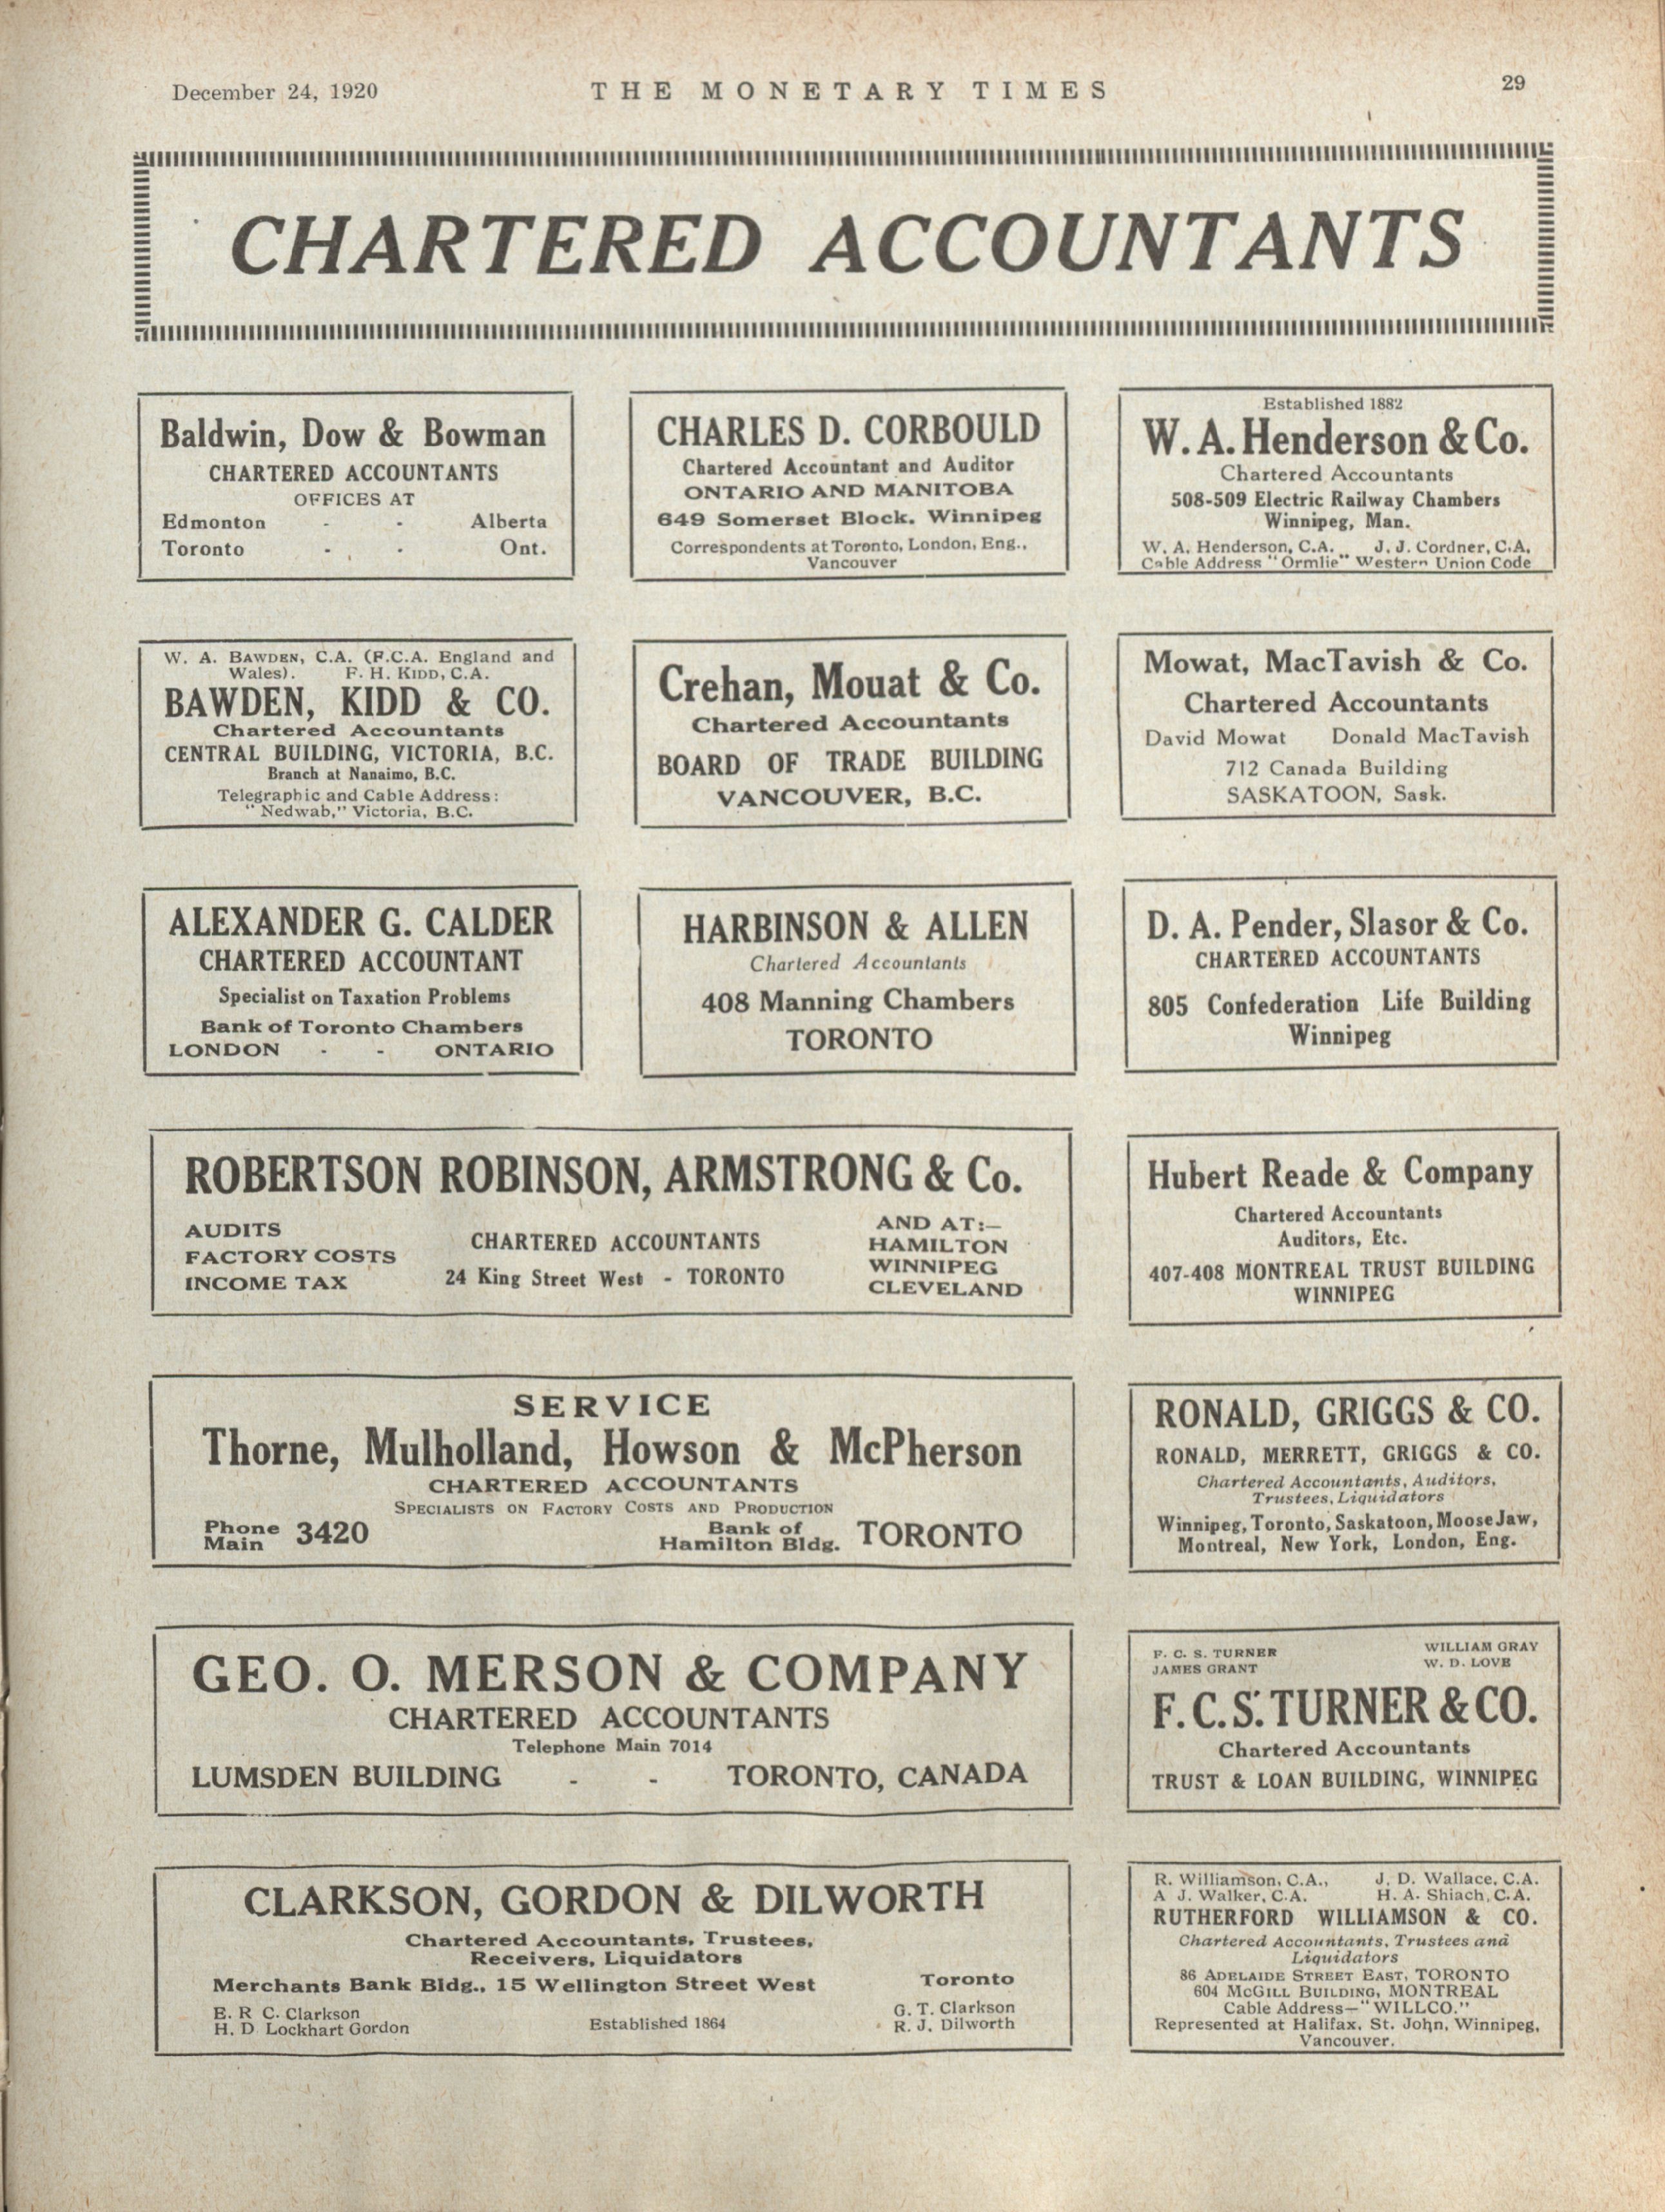 December 24, 1920
THE MONETARY TIMES
29
CHARTERED ACCOUNTANTS
Baldwin, Dow & Bowman
CHARTERED ACCOUNTANTS
OFFICES AT
Edmonton - - Alberta
Toronto - - Ont.
CHARLES D. CORBOULD
Chartered Accountant and Auditor
ONTARIO AND MANITOBA
649 Somerset Block. Winnipeg
Correspondents at Toronto, London, Eng.,
Vancouver
Established 1882
W. A. Henderson & Co.
Chartered Accountants
508-509 Electric Railway Chambers
Winnipeg, Man.
W. A. Henderson, C.A. J. J. Cordner, C.A.
Cable Address "Ormlie" Western Union Code
W. A. BAWDEN, C.A. (F.C.A. England and
Wales). F. H. KIDD, C.A.
BAWDEN, KIDD & CO.
Chartered Accountants
CENTRAL BUILDING, VICTORIA, B.C.
Branch at Nanaimo, B.C.
Telegraphic and Cable Address:
"Nedwab," Victoria, B.C.
Crehan, Mouat & Co.
Chartered Accountants
BOARD OF TRADE BUILDING
VANCOUVER, B.C.
Mowat, MacTavish & Co.
Chartered Accountants
David Mowat Donald MacTavish
712 Canada Building
SASKATOON, Sask.
ALEXANDER G. CALDER
CHARTERED ACCOUNTANT
Specialist on Taxation Problems
Bank of Toronto Chambers
LONDON - - ONTARIO
HARBINSON & ALLEN
Chartered Accountants
408 Manning Chambers
TORONTO
D. A. Pender, Slasor & Co.
CHARTERED ACCOUNTANTS
805 Confederation Life Building
Winnipeg
ROBERTSON ROBINSON, ARMSTRONG & Co.
AUDITS
FACTORY COSTS
INCOME TAX
CHARTERED ACCOUNTANTS
24 King Street West - TORONTO
AND AT:—
HAMILTON
WINNIPEG
CLEVELAND
Hubert Reade & Company
Chartered Accountants
Auditors, Etc.
407-408 MONTREAL TRUST BUILDING
WINNIPEG
SERVICE
Thorne, Mulholland, Howson & McPherson
CHARTERED ACCOUNTANTS
SPECIALISTS ON FACTORY COSTS AND PRODUCTION
Phone Main 3420 Bank of Hamilton Bldg. TORONTO
RONALD, GRIGGS & CO.
RONALD, MERRETT, GRIGGS & CO.
Chartered Accountants, Auditors,
Trustees, Liquidators
Winnipeg, Toronto, Saskatoon, Moose Jaw,
Montreal, New York, London, Eng.
GEO. O. MERSON & COMPANY
CHARTERED ACCOUNTANTS
Telephone Main 7014
LUMSDEN BUILDING - - TORONTO, CANADA
F. C. S. TURNER WILLIAM GRAY
JAMES GRANT W. D. LOVE
F. C. S. TURNER & CO.
Chartered Accountants
TRUST & LOAN BUILDING, WINNIPEG
CLARKSON, GORDON & DILWORTH
Chartered Accountants, Trustees,
Receivers, Liquidators
Merchants Bank Bldg., 15 Wellington Street West Toronto
E. R C. Clarkson G. T. Clarkson
H. D Lockhart Gordon Established 1864 R. J. Dilworth
R. Williamson, C.A., J. D. Wallace, C.A.
A J. Walker, C.A. H. A. Shiach, C.A.
RUTHERFORD WILLIAMSON & CO.
Chartered Accountants, Trustees and
Liquidators
86 ADELAIDE STREET EAST, TORONTO
604 MCGILL BUILDING, MONTREAL
Cable Address—"WILLCO."
Represented at Halifax, St. John, Winnipeg,
Vancouver.